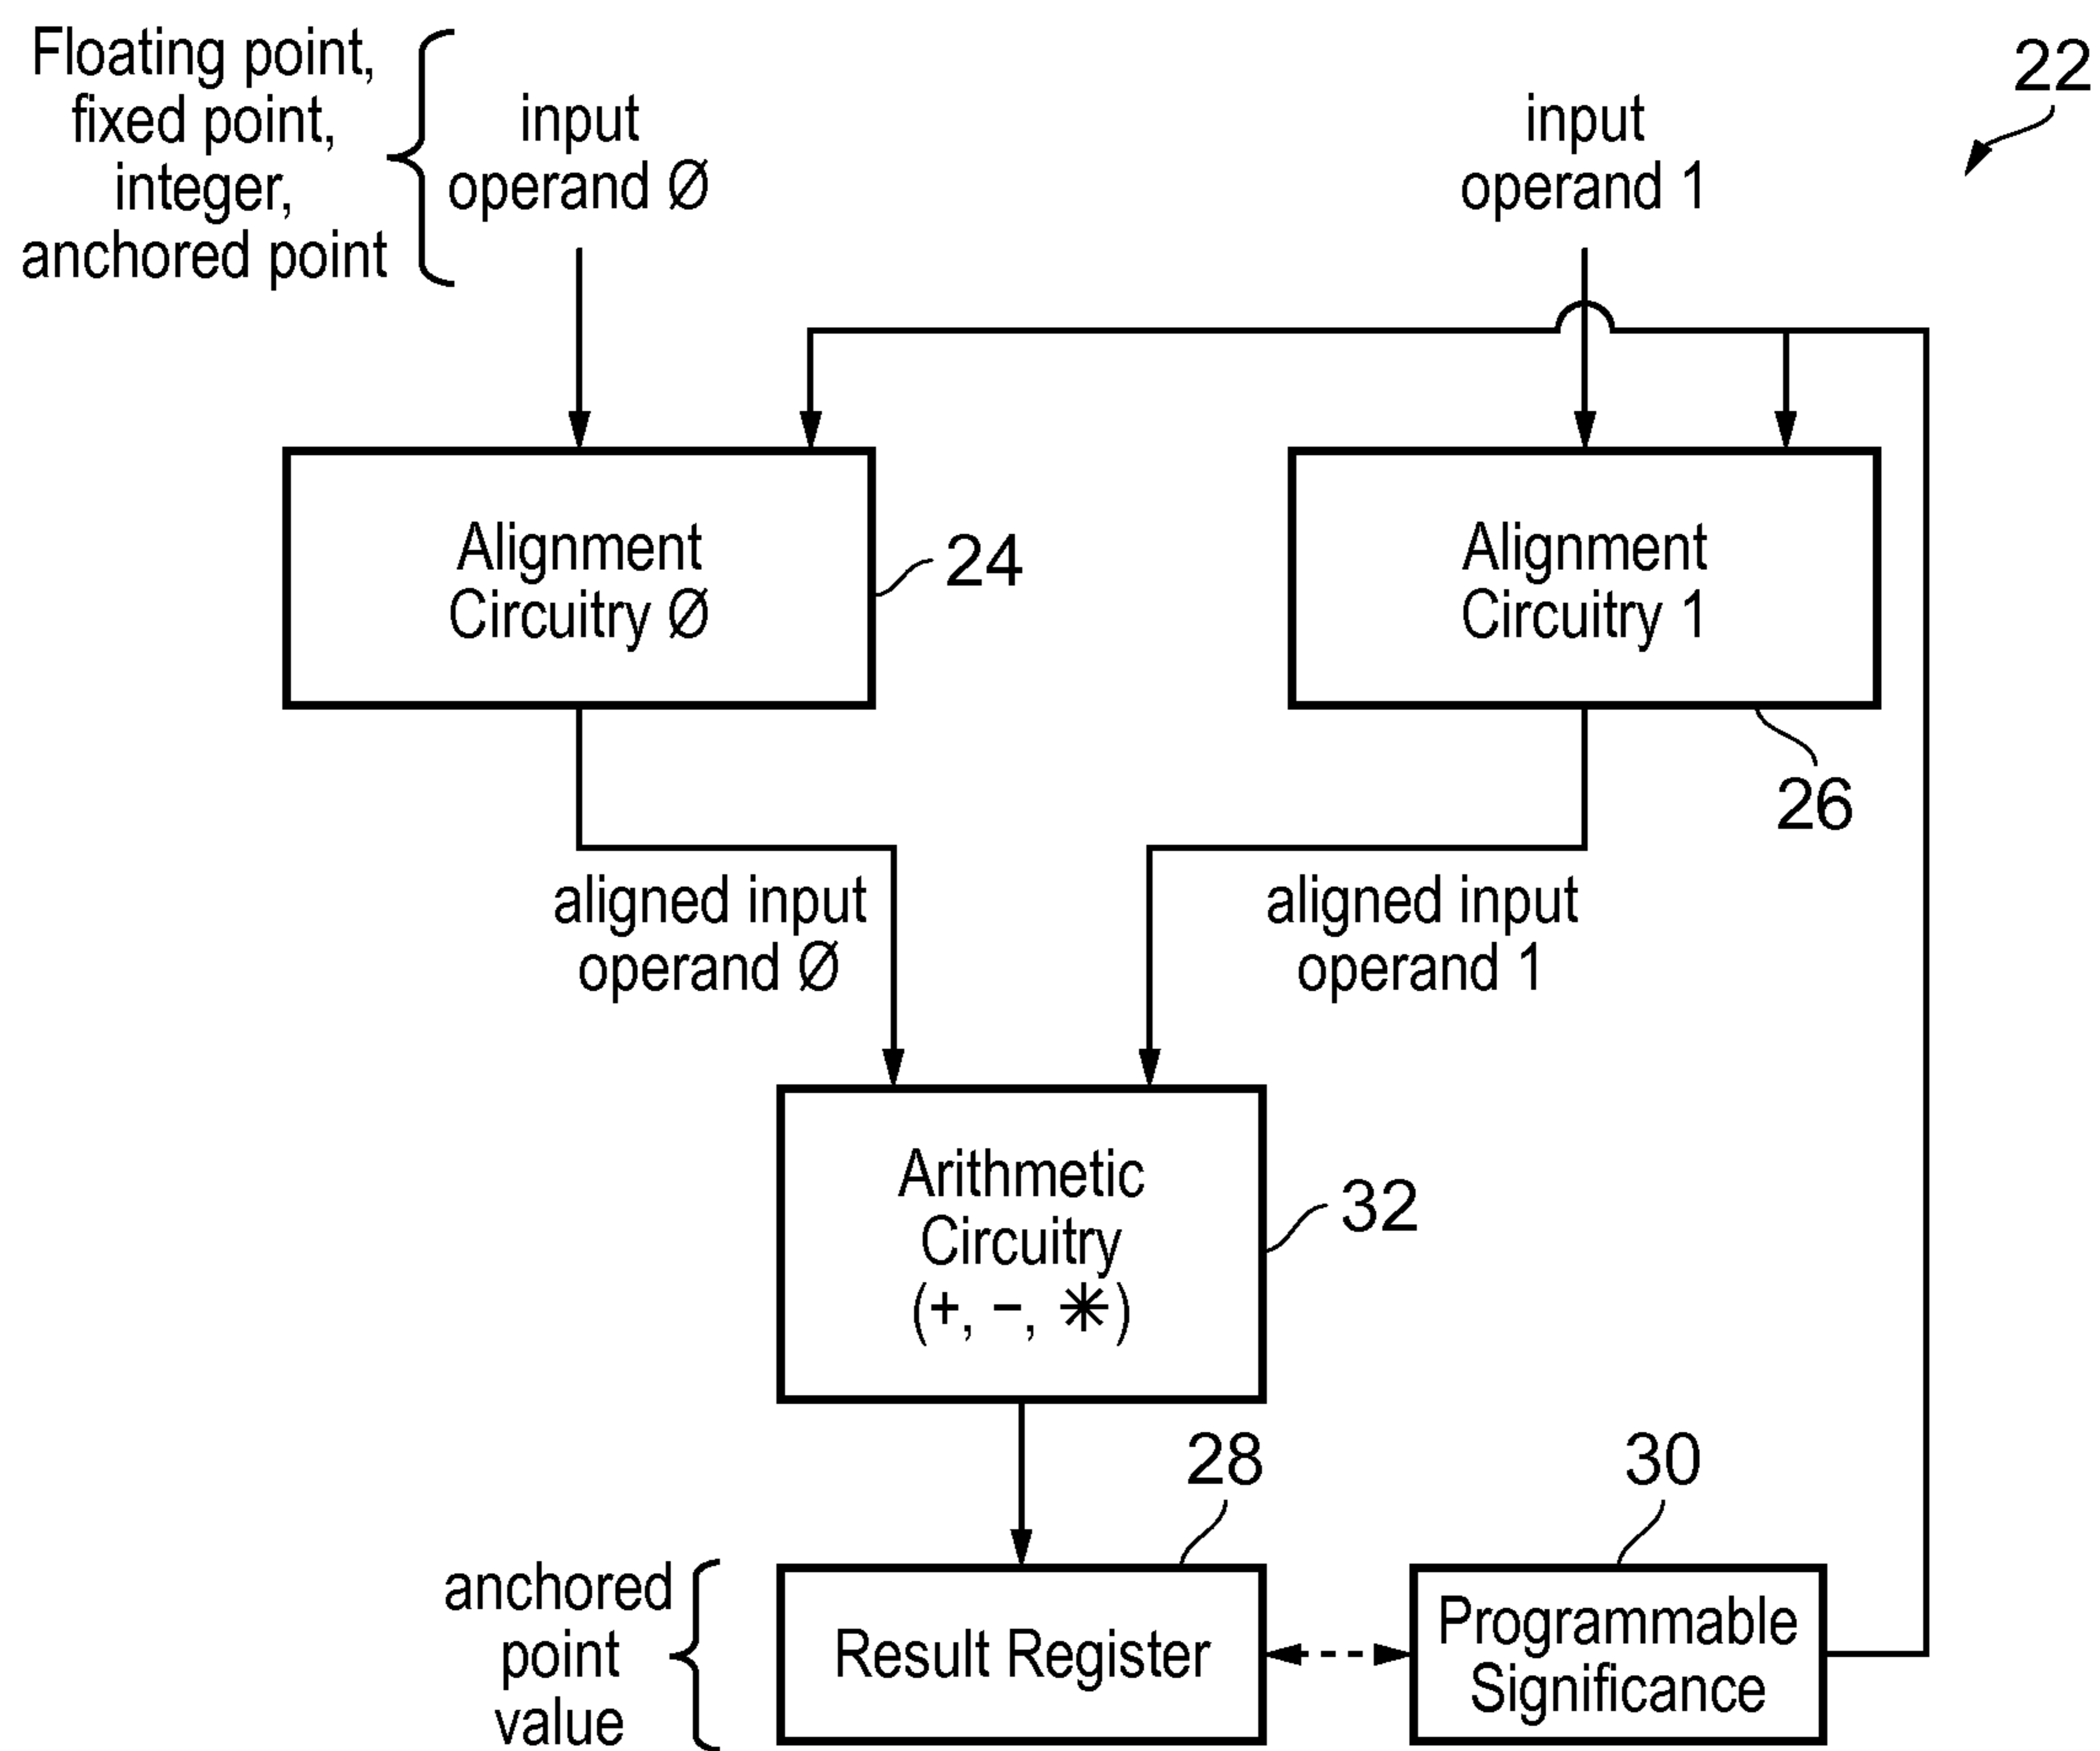 Floating point,
fixed point,
integer,
anchored point
input
operand Ø
input
operand 1
22
Alignment
Circuitry Ø
24
Alignment
Circuitry 1
26
aligned input
operand Ø
aligned input
operand 1
Arithmetic
Circuitry
(+, −, ✳)
32
28
30
anchored
point
value
Result Register
Programmable
Significance